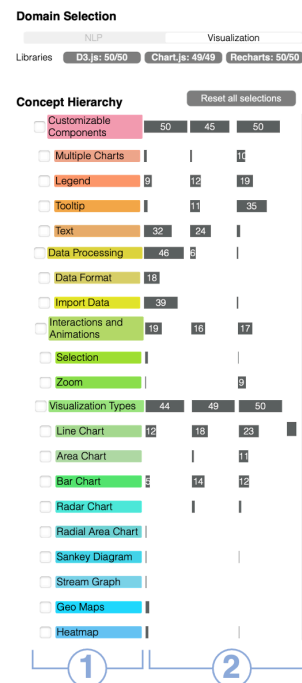 Domain Selection
NLP Visualization
Libraries D3.js: 50/50 Chart.js: 49/49 Recharts: 50/50
Concept Hierarchy Reset all selections
Customizable
Components 50 45 50
Multiple Charts 10
Legend 9 12 19
Tooltip 11 35
Text 32 24
Data Processing 46 6
Data Format 18
Import Data 39
Interactions and
Animations 19 16 17
Selection
Zoom 9
Visualization Types 44 49 50
Line Chart 12 18 23
Area Chart 11
Bar Chart 5 14 12
Radar Chart
Radial Area Chart
Sankey Diagram
Stream Graph
Geo Maps
Heatmap
1 2